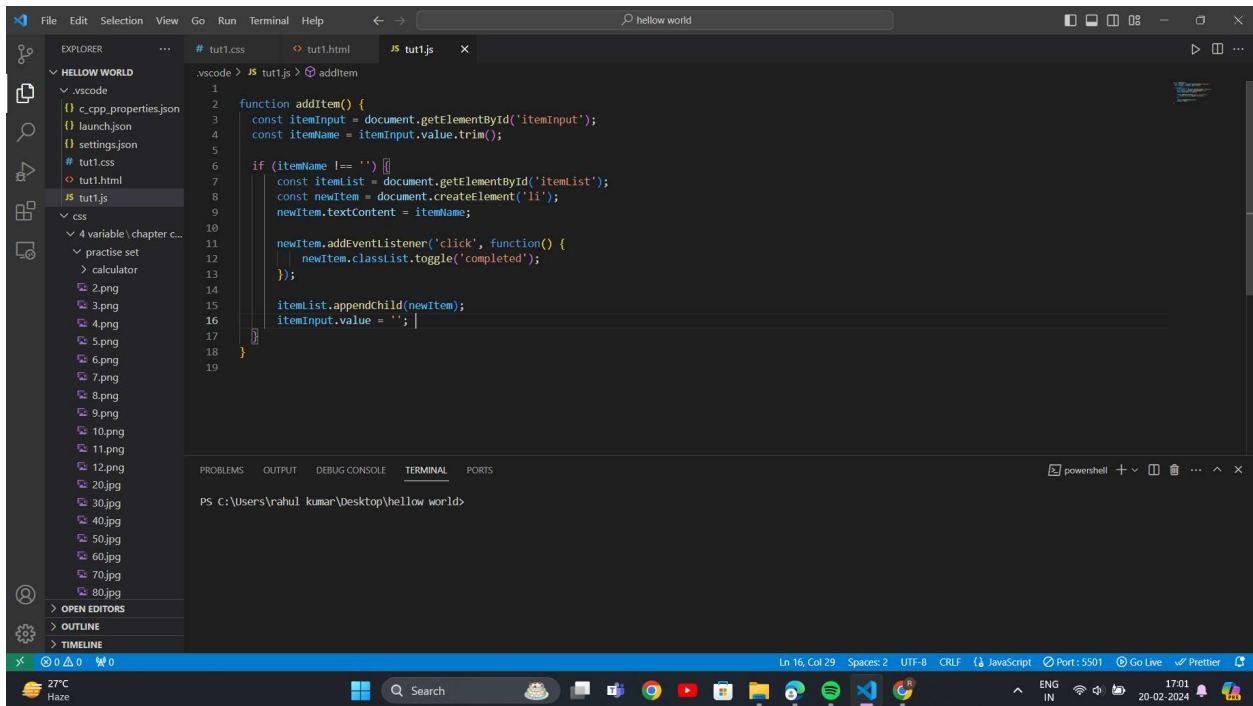 File Edit Selection View Go Run Terminal Help hellow world
EXPLORER
# tut1.css <> tut1.html JS tut1.js
HELLOW WORLD
.vscode > JS tut1.js > addItem
.vscode
{} c_cpp_properties.json
{} launch.json
{} settings.json
# tut1.css
<> tut1.html
JS tut1.js
css
4 variable \ chapter c...
practise set
calculator
2.png
3.png
4.png
5.png
6.png
7.png
8.png
9.png
10.png
11.png
12.png
20.jpg
30.jpg
40.jpg
50.jpg
60.jpg
70.jpg
80.jpg
OPEN EDITORS
OUTLINE
TIMELINE
1
2 function addItem() {
3 const itemInput = document.getElementById('itemInput');
4 const itemName = itemInput.value.trim();
5
6 if (itemName !== '') {
7 const itemList = document.getElementById('itemList');
8 const newItem = document.createElement('li');
9 newItem.textContent = itemName;
10
11 newItem.addEventListener('click', function() {
12 newItem.classList.toggle('completed');
13 });
14
15 itemList.appendChild(newItem);
16 itemInput.value = '';
17 }
18 }
19
PROBLEMS OUTPUT DEBUG CONSOLE TERMINAL PORTS powershell
PS C:\Users\rahul kumar\Desktop\hellow world>
0 0 0 Ln 16, Col 29 Spaces: 2 UTF-8 CRLF {} JavaScript Port : 5501 Go Live Prettier
27°C
Haze
Search
ENG
IN
17:01
20-02-2024